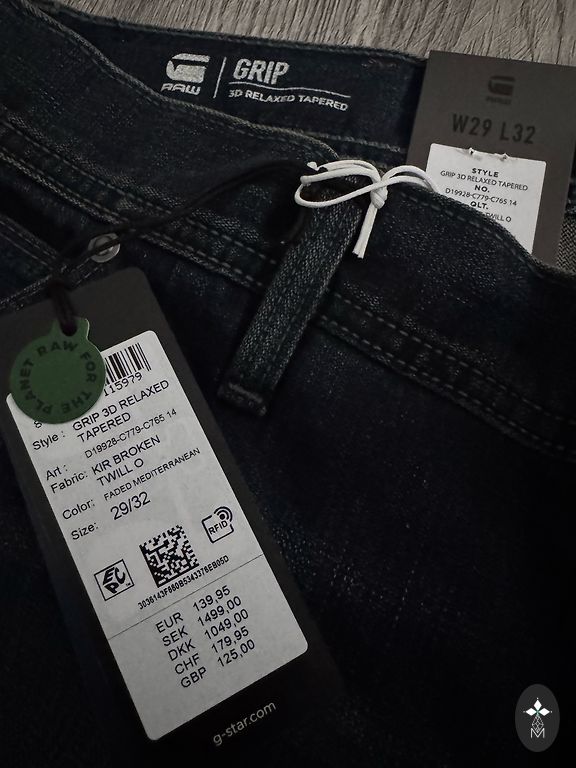 RAW
GRIP
3D RELAXED TAPERED
W29 L32
STYLE
GRIP 3D RELAXED TAPERED
NO.
D19928-C779-C765 14
QLT.
TWILL O
RAW FOR THE PLANET
115979
Style : GRIP 3D RELAXED
TAPERED
Art : D19928-C779-C765 14
Fabric: KIR BROKEN
TWILL O
Color: FADED MEDITERRANEAN
Size: 29/32
EPC
RFID
3036143F660B5343376EB05D
EUR 139,95
SEK 1499,00
DKK 1049,00
CHF 179,95
GBP 125,00
g-star.com